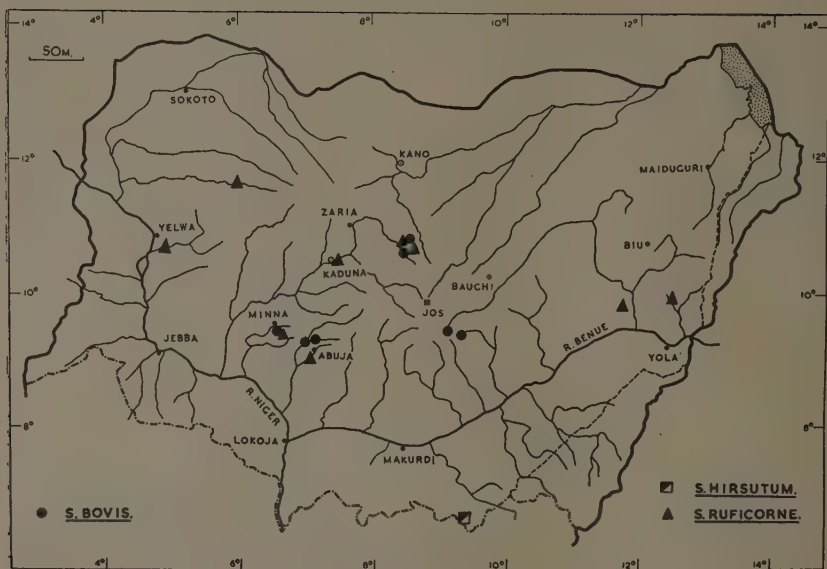 4° 6° 8° 10° 12° 14°
14° 14°
50M.
SOKOTO
KANO
12° 12°
MAIDUGURI
ZARIA
YELWA
BIU
KADUNA
BAUCHI
10° 10°
JOS
MINNA
R. BENUE
JEBBA
ABUJA
YOLA
R. NIGER
8° 8°
LOKOJA
MAKURDI
S. HIRSUTUM.
S. BOVIS.
S. RUFICORNE.
4° 6° 8° 10° 12° 14°